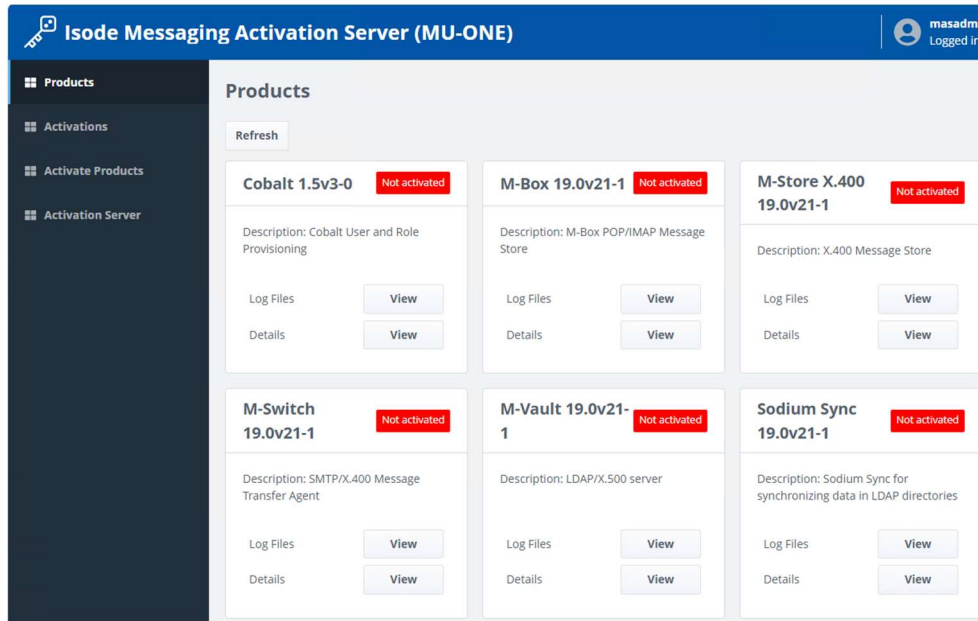 Isode Messaging Activation Server (MU-ONE)
masadm
Logged in
Products
Activations
Activate Products
Activation Server
Products
Refresh
Cobalt 1.5v3-0
Not activated
Description: Cobalt User and Role
Provisioning
Log Files
View
Details
View
M-Box 19.0v21-1
Not activated
Description: M-Box POP/IMAP Message
Store
Log Files
View
Details
View
M-Store X.400
19.0v21-1
Not activated
Description: X.400 Message Store
Log Files
View
Details
View
M-Switch
19.0v21-1
Not activated
Description: SMTP/X.400 Message
Transfer Agent
Log Files
View
Details
View
M-Vault 19.0v21-
1
Not activated
Description: LDAP/X.500 server
Log Files
View
Details
View
Sodium Sync
19.0v21-1
Not activated
Description: Sodium Sync for
synchronizing data in LDAP directories
Log Files
View
Details
View